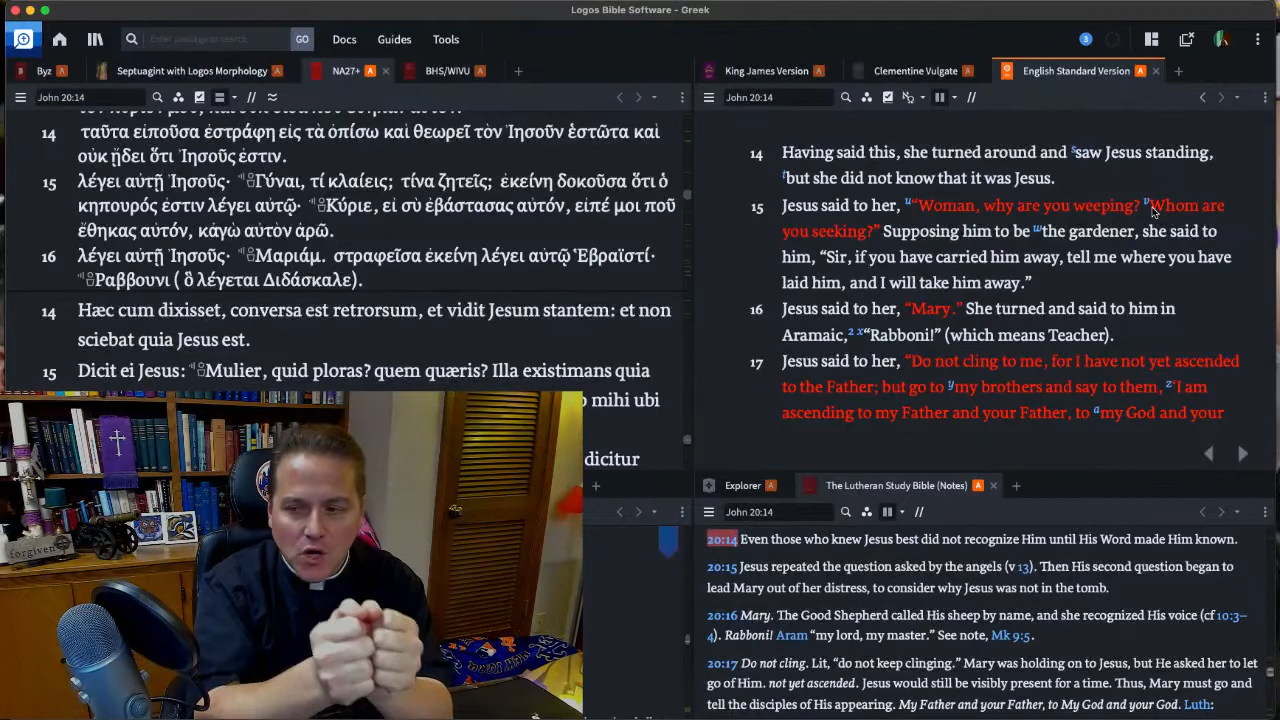 Logos Bible Software - Greek
Enter passage or search
GO
Docs
Guides
Tools
3
Byz A
Septuagint with Logos Morphology A
NA27+ A
BHS/WIVU A
King James Version A
Clementine Vulgate A
English Standard Version A
John 20:14
John 20:14
14 ταῦτα εἰποῦσα ἐστράφη εἰς τὰ ὀπίσω καὶ θεωρεῖ τὸν Ἰησοῦν ἑστῶτα καὶ
οὐκ ᾔδει ὅτι Ἰησοῦς ἐστιν.
15 λέγει αὐτῇ Ἰησοῦς· Γύναι, τί κλαίεις; τίνα ζητεῖς; ἐκείνη δοκοῦσα ὅτι ὁ
κηπουρός ἐστιν λέγει αὐτῷ· Κύριε, εἰ σὺ ἐβάστασας αὐτόν, εἰπέ μοι ποῦ
ἔθηκας αὐτόν, κἀγὼ αὐτὸν ἀρῶ.
16 λέγει αὐτῇ Ἰησοῦς· Μαριάμ. στραφεῖσα ἐκείνη λέγει αὐτῷ Ἑβραϊστί·
Ραββουνι ( ὃ λέγεται Διδάσκαλε).
14 Hæc cum dixisset, conversa est retrorsum, et vidit Jesum stantem: et non
sciebat quia Jesus est.
15 Dicit ei Jesus: Mulier, quid ploras? quem quæris? Illa existimans quia
mihi ubi
dicitur
forgiven
14 Having said this, she turned around and s saw Jesus standing,
t but she did not know that it was Jesus.
15 Jesus said to her, u “Woman, why are you weeping? v Whom are
you seeking?” Supposing him to be w the gardener, she said to
him, “Sir, if you have carried him away, tell me where you have
laid him, and I will take him away.”
16 Jesus said to her, “Mary.” She turned and said to him in
Aramaic, 2 x “Rabboni!” (which means Teacher).
17 Jesus said to her, “Do not cling to me, for I have not yet ascended
to the Father; but go to y my brothers and say to them, z ‘I am
ascending to my Father and your Father, to a my God and your
Explorer A
The Lutheran Study Bible (Notes) A
John 20:14
20:14 Even those who knew Jesus best did not recognize Him until His Word made Him known.
20:15 Jesus repeated the question asked by the angels (v 13). Then His second question began to
lead Mary out of her distress, to consider why Jesus was not in the tomb.
20:16 Mary. The Good Shepherd called His sheep by name, and she recognized His voice (cf 10:3–
4). Rabboni! Aram “my lord, my master.” See note, Mk 9:5.
20:17 Do not cling. Lit, “do not keep clinging.” Mary was holding on to Jesus, but He asked her to let
go of Him. not yet ascended. Jesus would still be visibly present for a time. Thus, Mary must go and
tell the disciples of His appearing. My Father and your Father, to My God and your God. Luth: